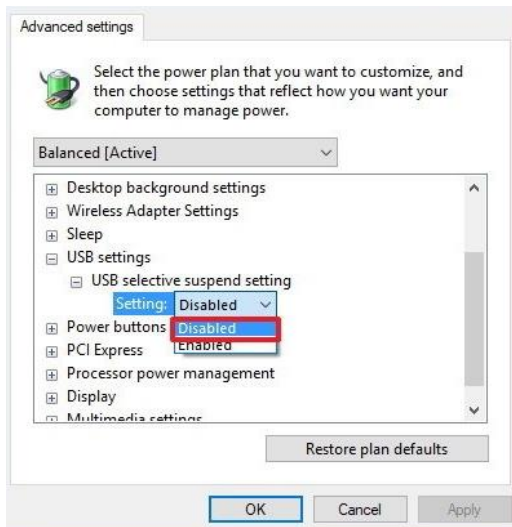 Advanced settings
Select the power plan that you want to customize, and
then choose settings that reflect how you want your
computer to manage power.
Balanced [Active]
Desktop background settings
Wireless Adapter Settings
Sleep
USB settings
USB selective suspend setting
Setting: Disabled
Power buttons Disabled
Enabled
PCI Express
Processor power management
Display
Multimedia settings
Restore plan defaults
OK Cancel Apply